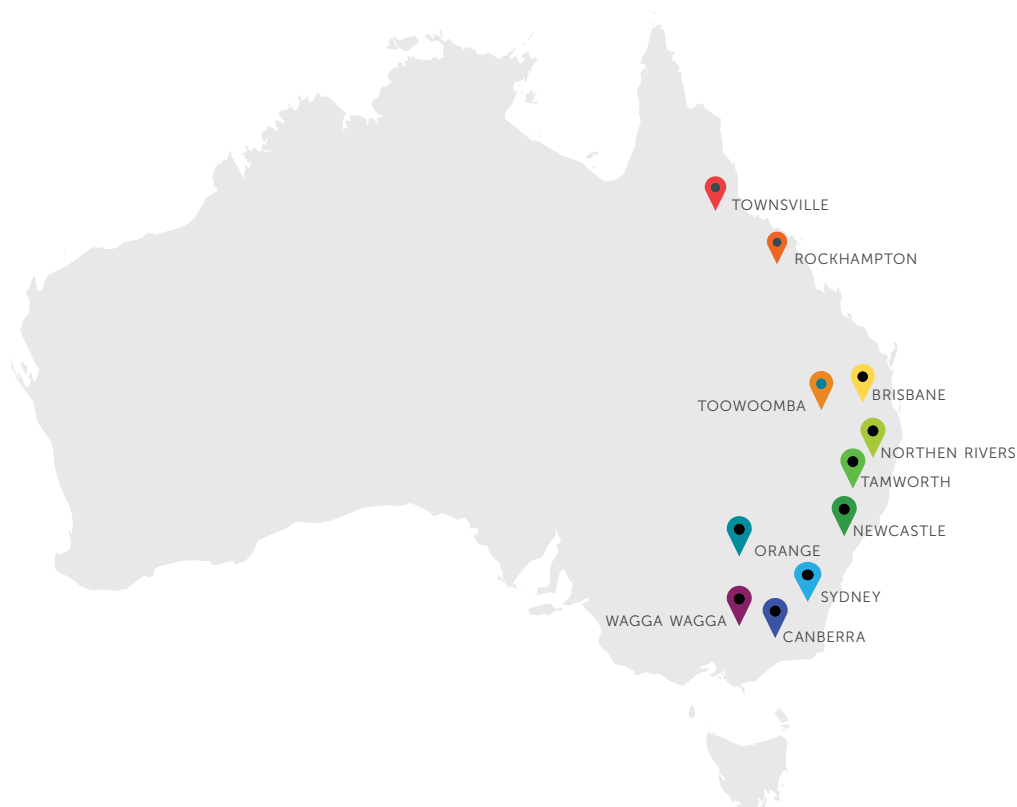 TOWNSVILLE
ROCKHAMPTON
BRISBANE
TOOWOOMBA
NORTHEN RIVERS
TAMWORTH
NEWCASTLE
ORANGE
SYDNEY
WAGGA WAGGA
CANBERRA